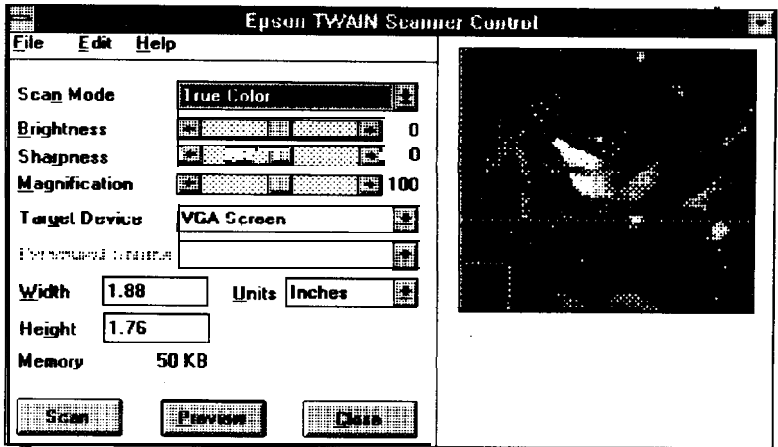 Epson TWAIN Scanner Control
File Edit Help
Scan Mode True Color
Brightness 0
Sharpness 0
Magnification 100
Target Device VGA Screen
Width 1.88 Units Inches
Height 1.76
Memory 50 KB
Scan Preview Close